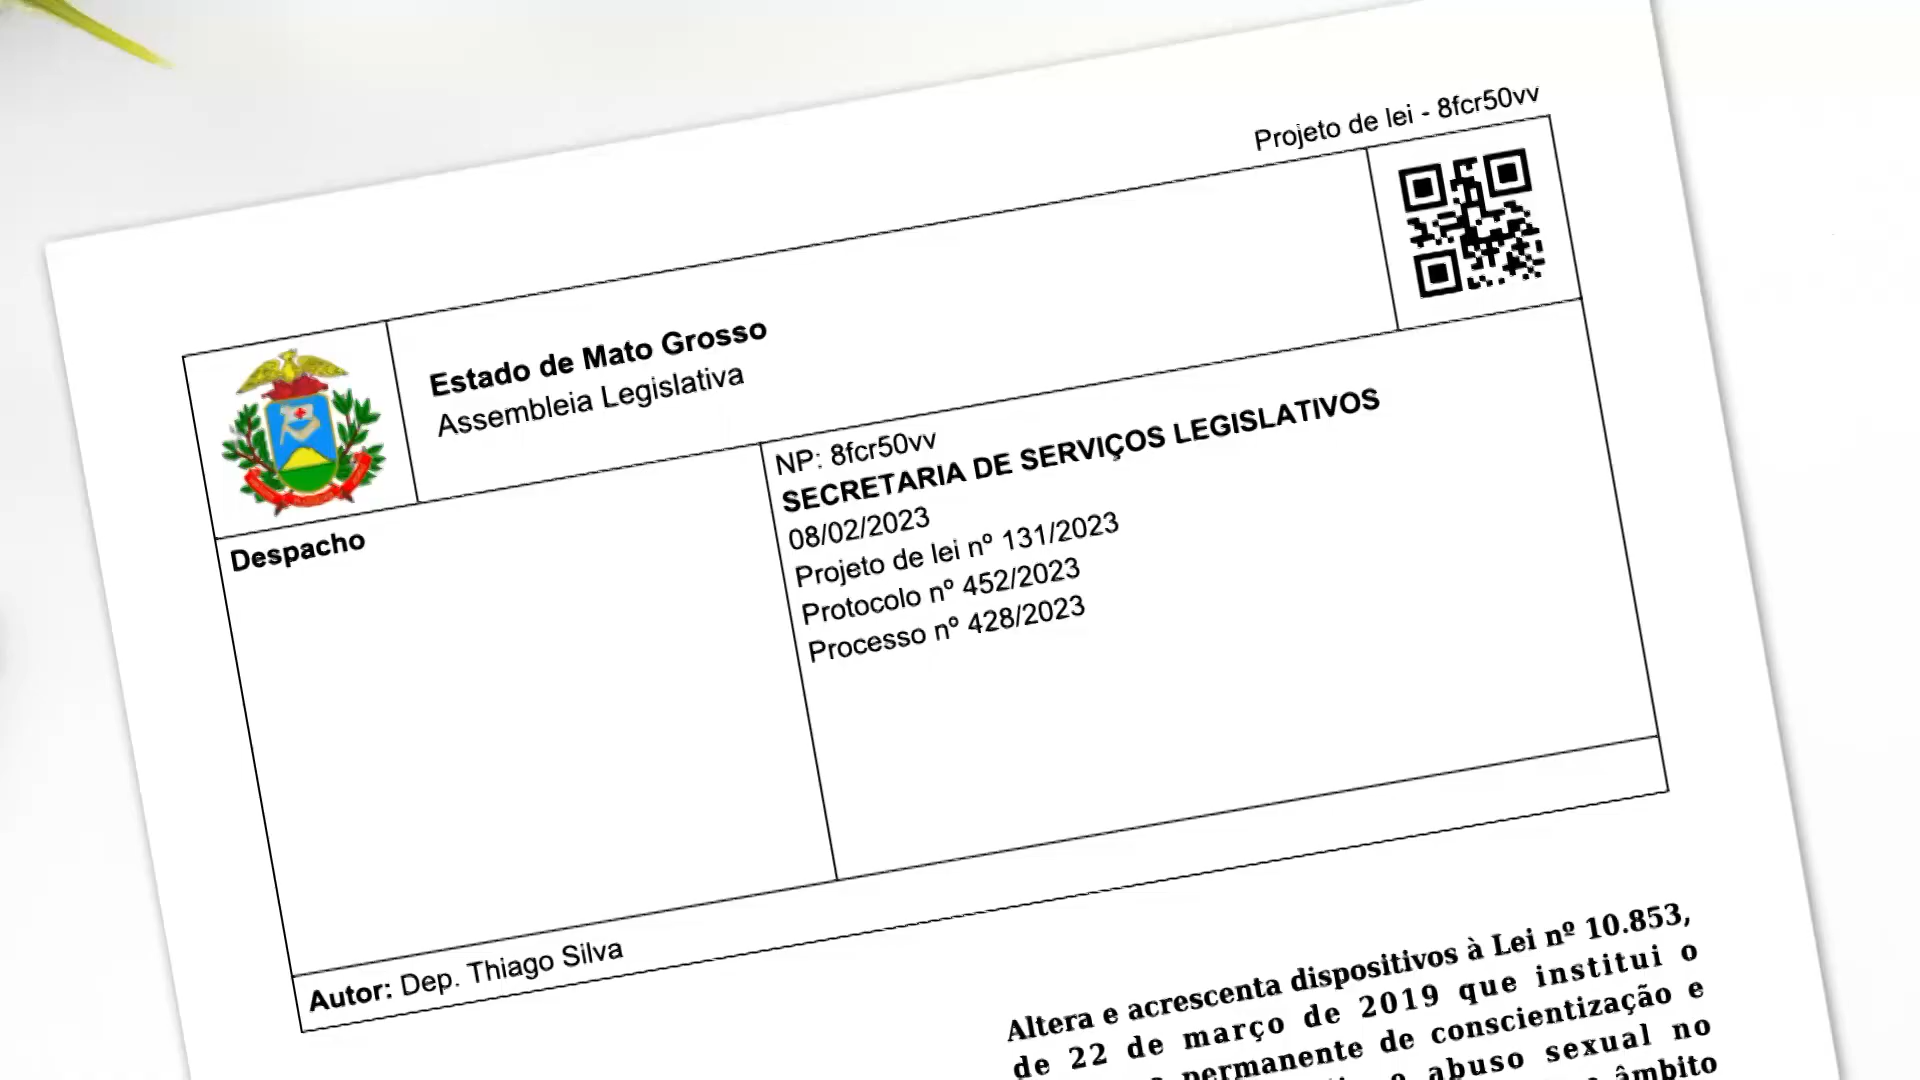 Projeto de lei - 8fcr50vv
Estado de Mato Grosso
Assembleia Legislativa
NP: 8fcr50vv
SECRETARIA DE SERVIÇOS LEGISLATIVOS
08/02/2023
Projeto de lei nº 131/2023
Protocolo nº 452/2023
Processo nº 428/2023
Despacho
Autor: Dep. Thiago Silva
Altera e acrescenta dispositivos à Lei nº 10.853,
de 22 de março de 2019 que institui o
permanente de conscientização e
abuso sexual no
âmbito